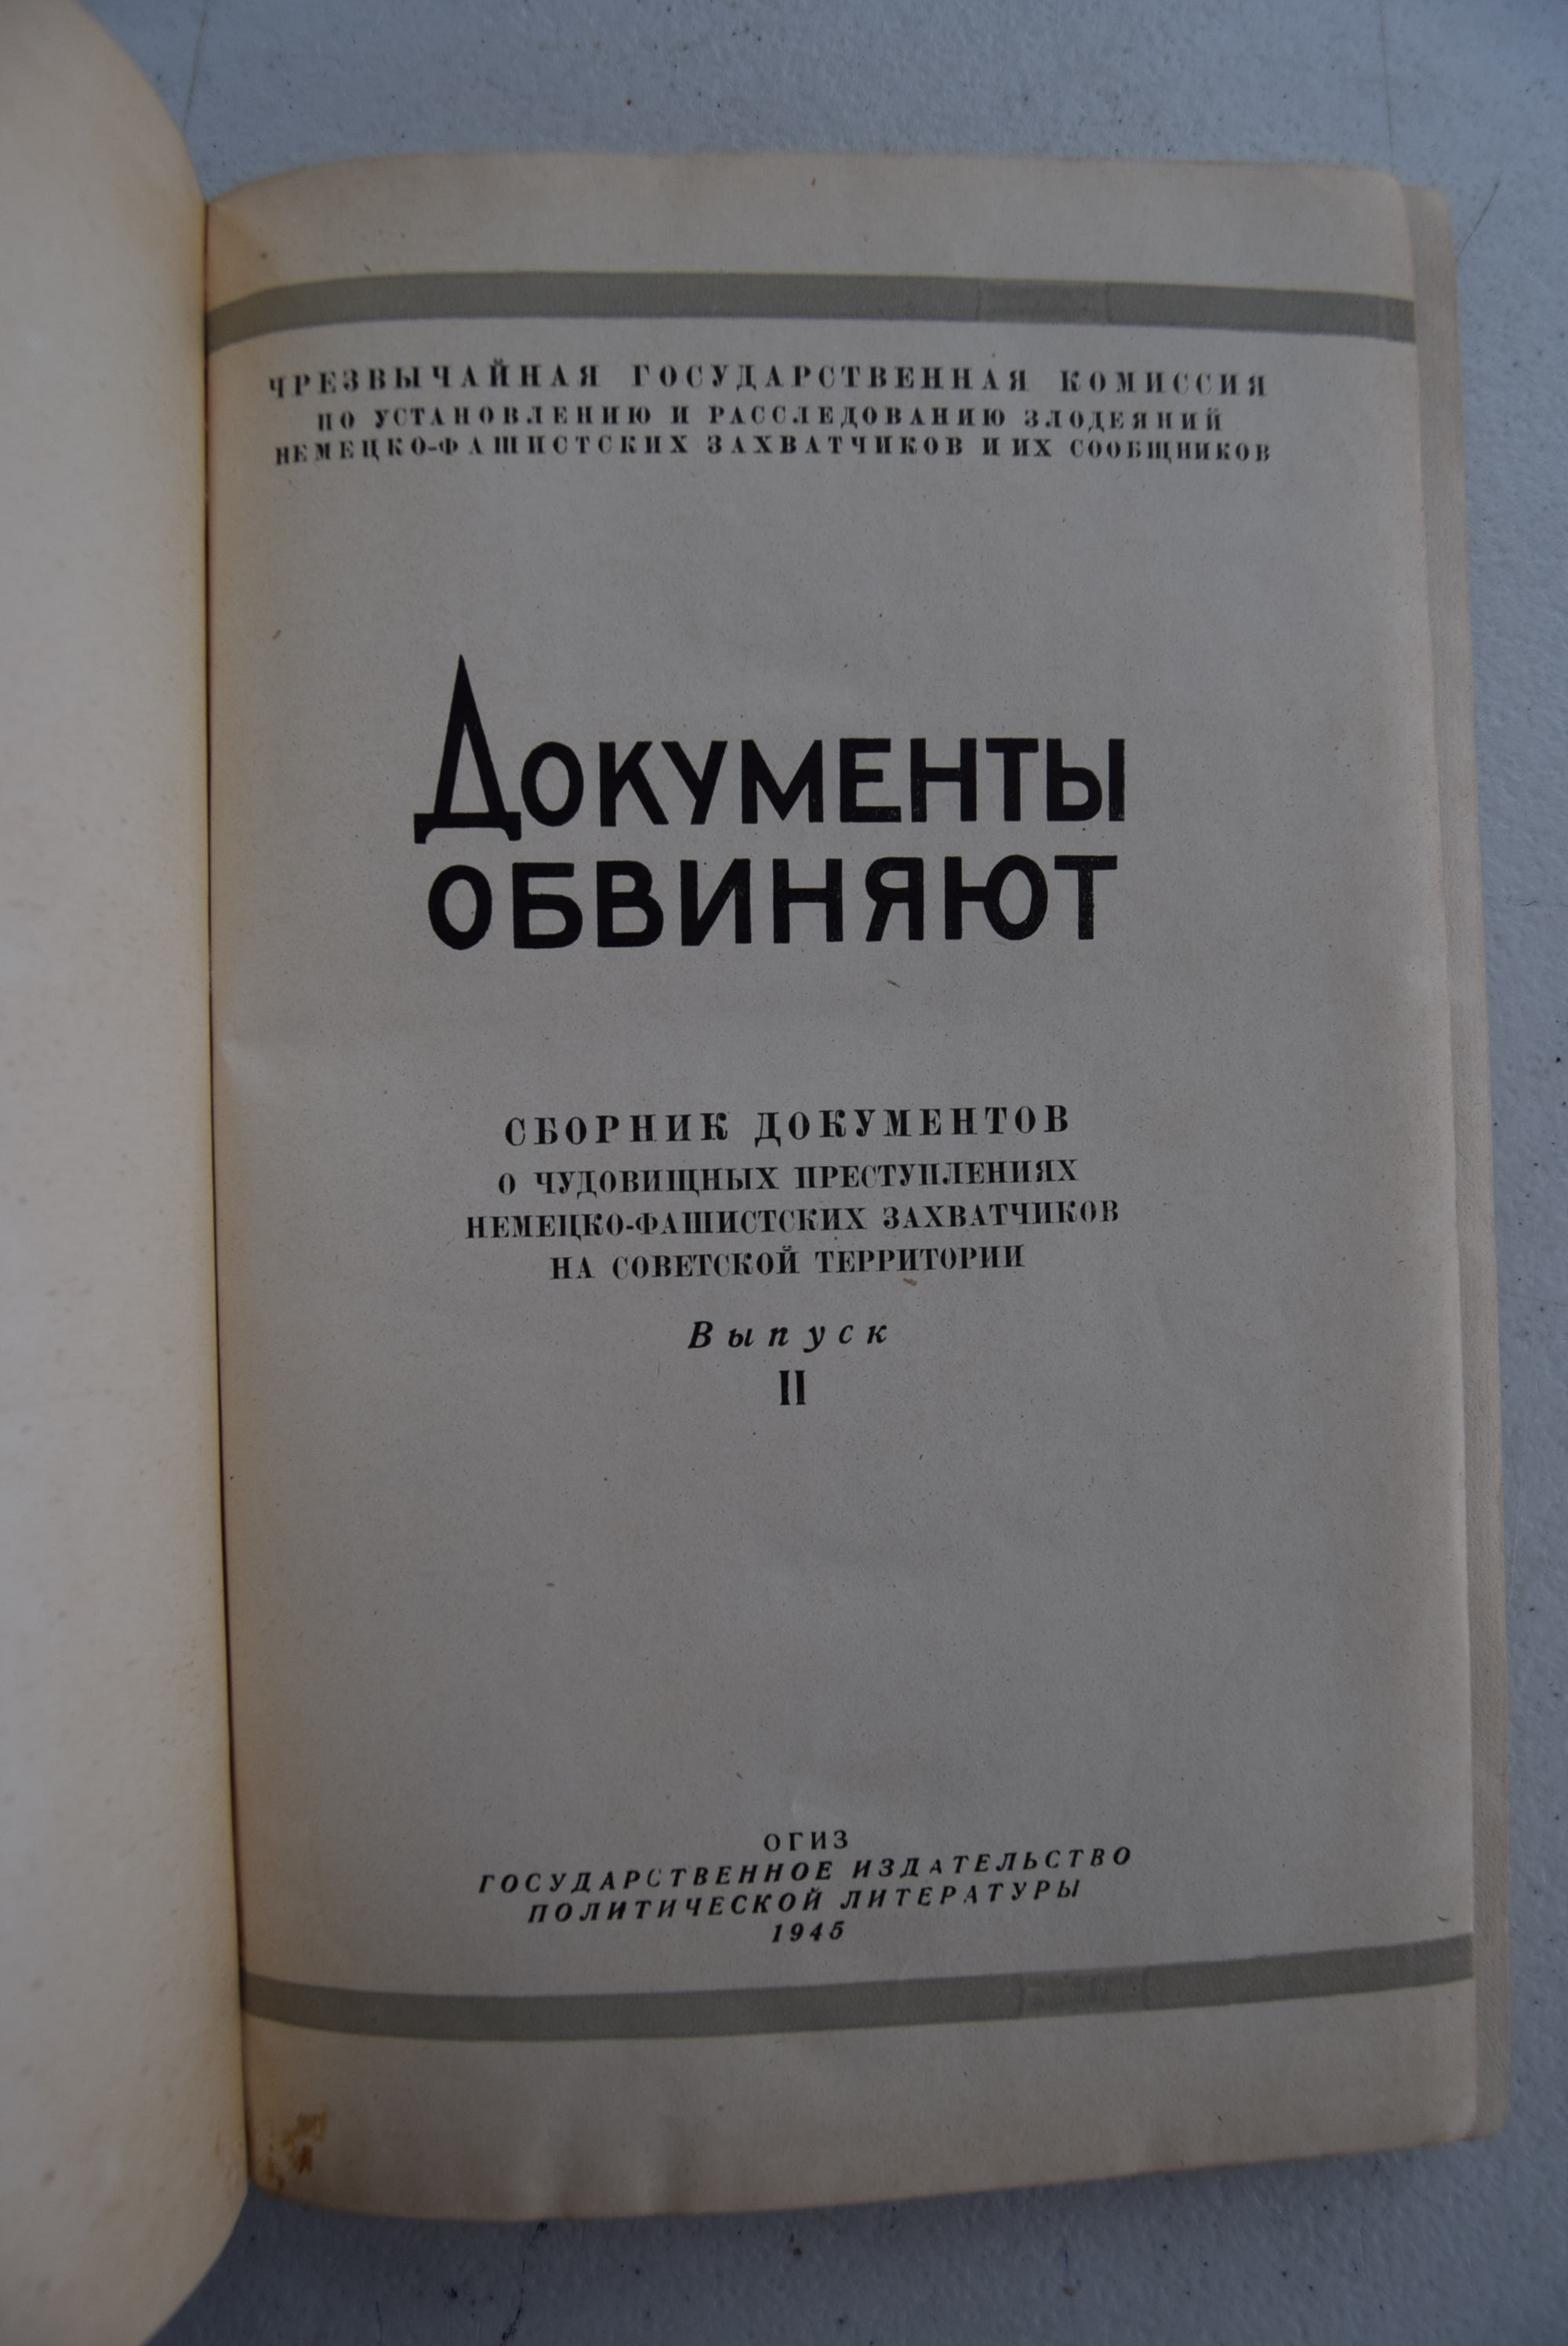 ЧРЕЗВЫЧАЙНАЯ ГОСУДАРСТВЕННАЯ КОМИССИЯ
ПО УСТАНОВЛЕНИЮ И РАССЛЕДОВАНИЮ ЗЛОДЕЯНИЙ
НЕМЕЦКО-ФАШИСТСКИХ ЗАХВАТЧИКОВ И ИХ СООБЩНИКОВ
ДОКУМЕНТЫ
ОБВИНЯЮТ
СБОРНИК ДОКУМЕНТОВ
О ЧУДОВИЩНЫХ ПРЕСТУПЛЕНИЯХ
НЕМЕЦКО-ФАШИСТСКИХ ЗАХВАТЧИКОВ
НА СОВЕТСКОЙ ТЕРРИТОРИИ
Выпуск
II
ОГИЗ
ГОСУДАРСТВЕННОЕ ИЗДАТЕЛЬСТВО
ПОЛИТИЧЕСКОЙ ЛИТЕРАТУРЫ
1945